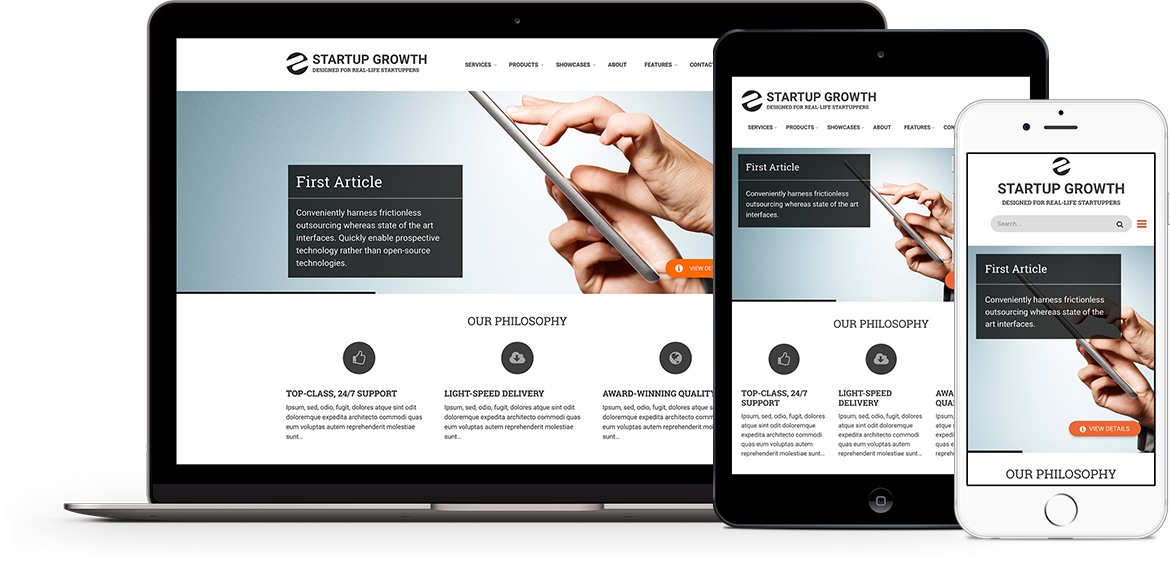 STARTUP GROWTH
DESIGNED FOR REAL-LIFE STARTUPPERS
SERVICES PRODUCTS SHOWCASES ABOUT FEATURES CONTACT
First Article
Conveniently harness frictionless
outsourcing whereas state of the art
interfaces. Quickly enable prospective
technology rather than open-source
technologies.
VIEW DE
OUR PHILOSOPHY
TOP-CLASS, 24/7 SUPPORT
Ipsum, sed, odio, fugit, dolores atque sint odit
doloremque expedita architecto commodi quas
eum voluptas autem reprehenderit molestiae
sunt...
LIGHT-SPEED DELIVERY
Ipsum, sed, odio, fugit, dolores atque sint odit
doloremque expedita architecto commodi quas
eum voluptas autem reprehenderit molestiae
sunt...
AWARD-WINNING QUALITY
Ipsum, sed, odio, fugit, dolores
doloremque expedita architecto
eum voluptas autem reprehend
sunt...
STARTUP GROWTH
DESIGNED FOR REAL-LIFE STARTUPPERS
SERVICES PRODUCTS SHOWCASES ABOUT FEATURES CON
First Article
Conveniently harness frictionless
outsourcing whereas state of the art
interfaces.
OUR PHILOSOPHY
TOP-CLASS, 24/7
SUPPORT
Ipsum, sed, odio, fugit, dolores
atque sint odit doloremque
expedita architecto commodi
quas eum voluptas autem
reprehenderit molestiae sunt...
LIGHT-SPEED
DELIVERY
Ipsum, sed, odio, fugit, dolores
atque sint odit doloremque
expedita architecto commodi
quas eum voluptas autem
reprehenderit molestiae sunt...
AWA
QUA
Ipsum
atque
exped
quas
repre
STARTUP GROWTH
DESIGNED FOR REAL-LIFE STARTUPPERS
Search...
First Article
Conveniently harness frictionless
outsourcing whereas state of the
art interfaces.
VIEW DETAILS
OUR PHILOSOPHY